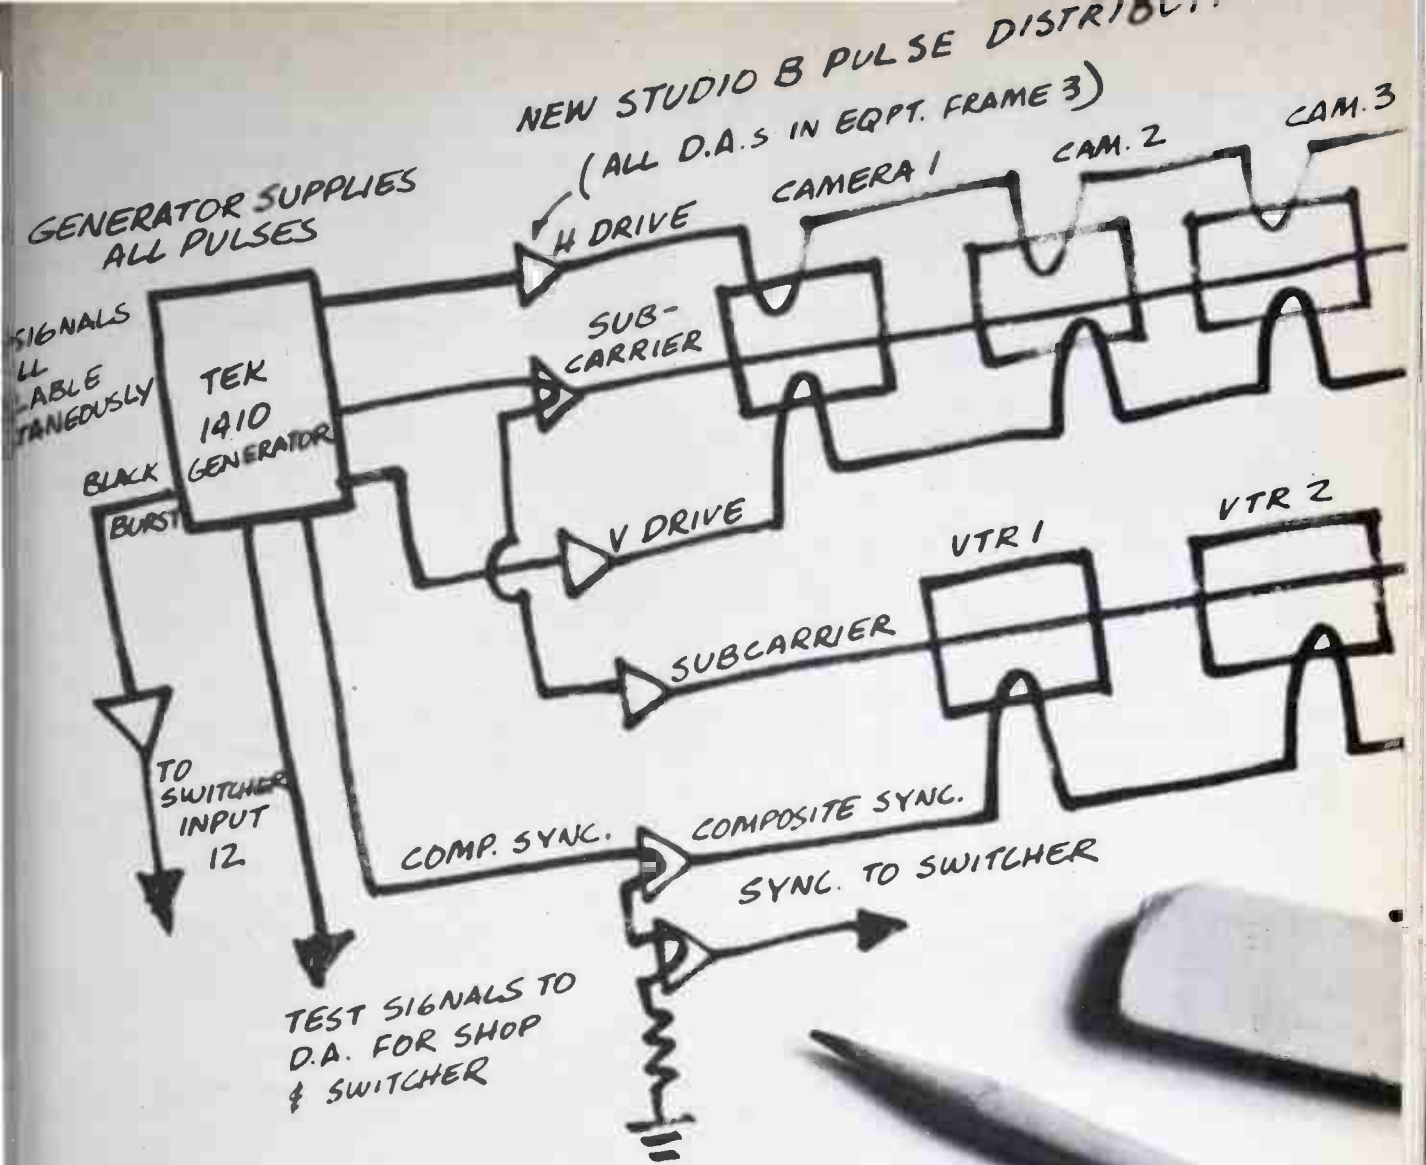 NEW STUDIO B PULSE
(ALL D.A.s IN EQPT. FRAME 3)
GENERATOR SUPPLIES
ALL PULSES
SIGNALS
TEK
1410
GENERATOR
BLACK
BURST
H DRIVE
SUB-
CARRIER
V DRIVE
SUBCARRIER
CAMERA 1
CAM. 2
CAM. 3
VTR 1
VTR 2
TO
SWITCHER
INPUT
12
COMP. SYNC.
COMPOSITE SYNC.
SYNC. TO SWITCHER
TEST SIGNALS TO
D.A. FOR SHOP
& SWITCHER